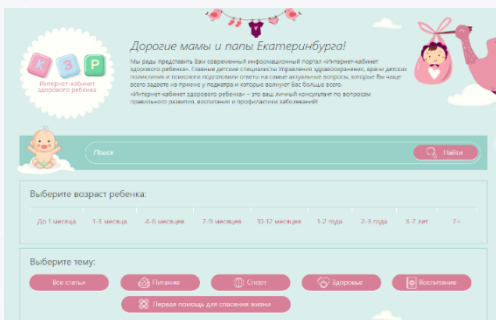 Дорогие мамы и папы Екатеринбурга!
Мы рады представить Вам современный информационный портал «Интернет-кабинет
здорового ребенка». Главные детские специалисты Управления здравоохранения, врачи детских
поликлиник и психологи подготовили ответы на самые актуальные вопросы, которые Вы чаще
всего задаете на приеме у педиатра и которые волнуют Вас больше всего.
«Интернет-кабинет здорового ребенка» – это ваш личный консультант по вопросам
правильного развития, воспитания и профилактики заболеваний!
К З Р
Интернет-кабинет
здорового ребенка
Поиск Найти
Выберите возраст ребенка:
До 1 месяца 1-3 месяца 4-6 месяцев 7-9 месяцев 10-12 месяцев 1-2 года 2-3 года 3-7 лет 7+
Выберите тему:
Все статьи Питание Спорт Здоровье Воспитание
Первая помощь для спасения жизни